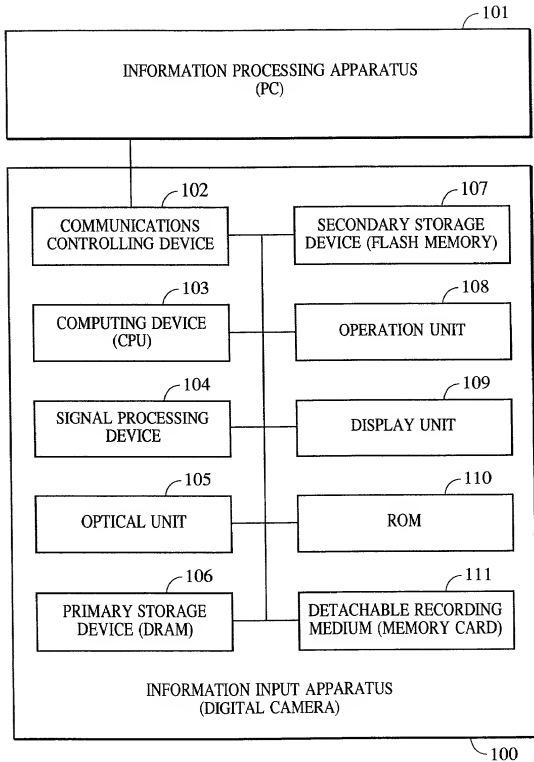 101
INFORMATION PROCESSING APPARATUS
(PC)
102
COMMUNICATIONS
CONTROLLING DEVICE
107
SECONDARY STORAGE
DEVICE (FLASH MEMORY)
103
COMPUTING DEVICE
(CPU)
108
OPERATION UNIT
104
SIGNAL PROCESSING
DEVICE
109
DISPLAY UNIT
105
OPTICAL UNIT
110
ROM
106
PRIMARY STORAGE
DEVICE (DRAM)
111
DETACHABLE RECORDING
MEDIUM (MEMORY CARD)
INFORMATION INPUT APPARATUS
(DIGITAL CAMERA)
100